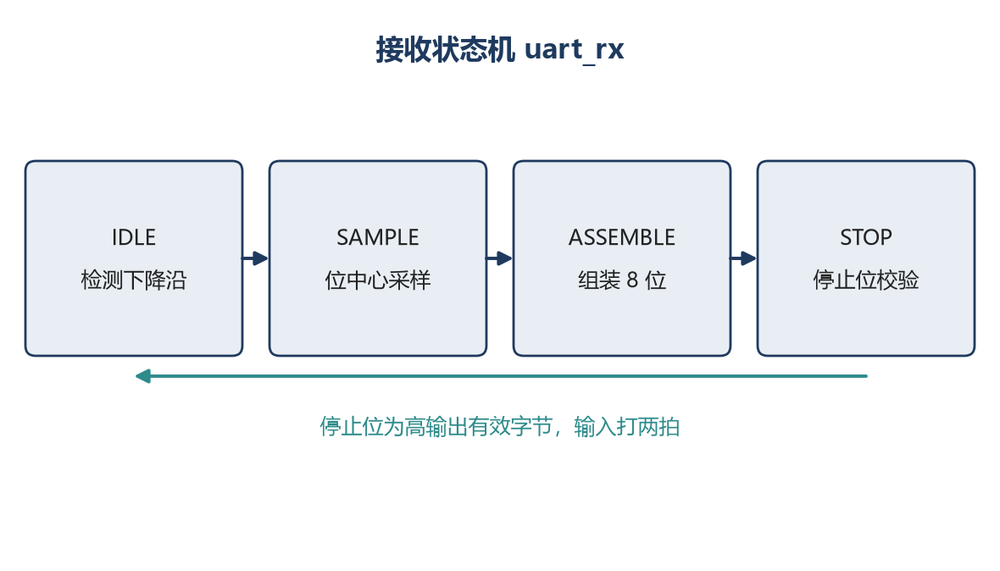 接收状态机 uart_rx
IDLE
检测下降沿
SAMPLE
位中心采样
ASSEMBLE
组装 8 位
STOP
停止位校验
停止位为高输出有效字节，输入打两拍